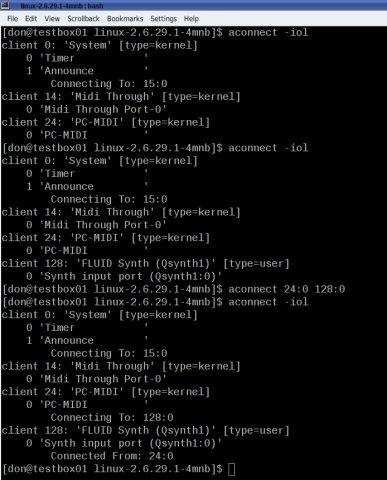 linux-2.6.29.1-4mnb : bash
File Edit View Scrollback Bookmarks Settings Help
[don@testbox01 linux-2.6.29.1-4mnb]$ aconnect -iol
client 0: 'System' [type=kernel]
    0 'Timer           '
    1 'Announce        '
        Connecting To: 15:0
client 14: 'Midi Through' [type=kernel]
    0 'Midi Through Port-0'
client 24: 'PC-MIDI' [type=kernel]
    0 'PC-MIDI         '
[don@testbox01 linux-2.6.29.1-4mnb]$ aconnect -iol
client 0: 'System' [type=kernel]
    0 'Timer           '
    1 'Announce        '
        Connecting To: 15:0
client 14: 'Midi Through' [type=kernel]
    0 'Midi Through Port-0'
client 24: 'PC-MIDI' [type=kernel]
    0 'PC-MIDI         '
client 128: 'FLUID Synth (Qsynth1)' [type=user]
    0 'Synth input port (Qsynth1:0)'
[don@testbox01 linux-2.6.29.1-4mnb]$ aconnect 24:0 128:0
[don@testbox01 linux-2.6.29.1-4mnb]$ aconnect -iol
client 0: 'System' [type=kernel]
    0 'Timer           '
    1 'Announce        '
        Connecting To: 15:0
client 14: 'Midi Through' [type=kernel]
    0 'Midi Through Port-0'
client 24: 'PC-MIDI' [type=kernel]
    0 'PC-MIDI         '
        Connecting To: 128:0
client 128: 'FLUID Synth (Qsynth1)' [type=user]
    0 'Synth input port (Qsynth1:0)'
        Connected From: 24:0
[don@testbox01 linux-2.6.29.1-4mnb]$